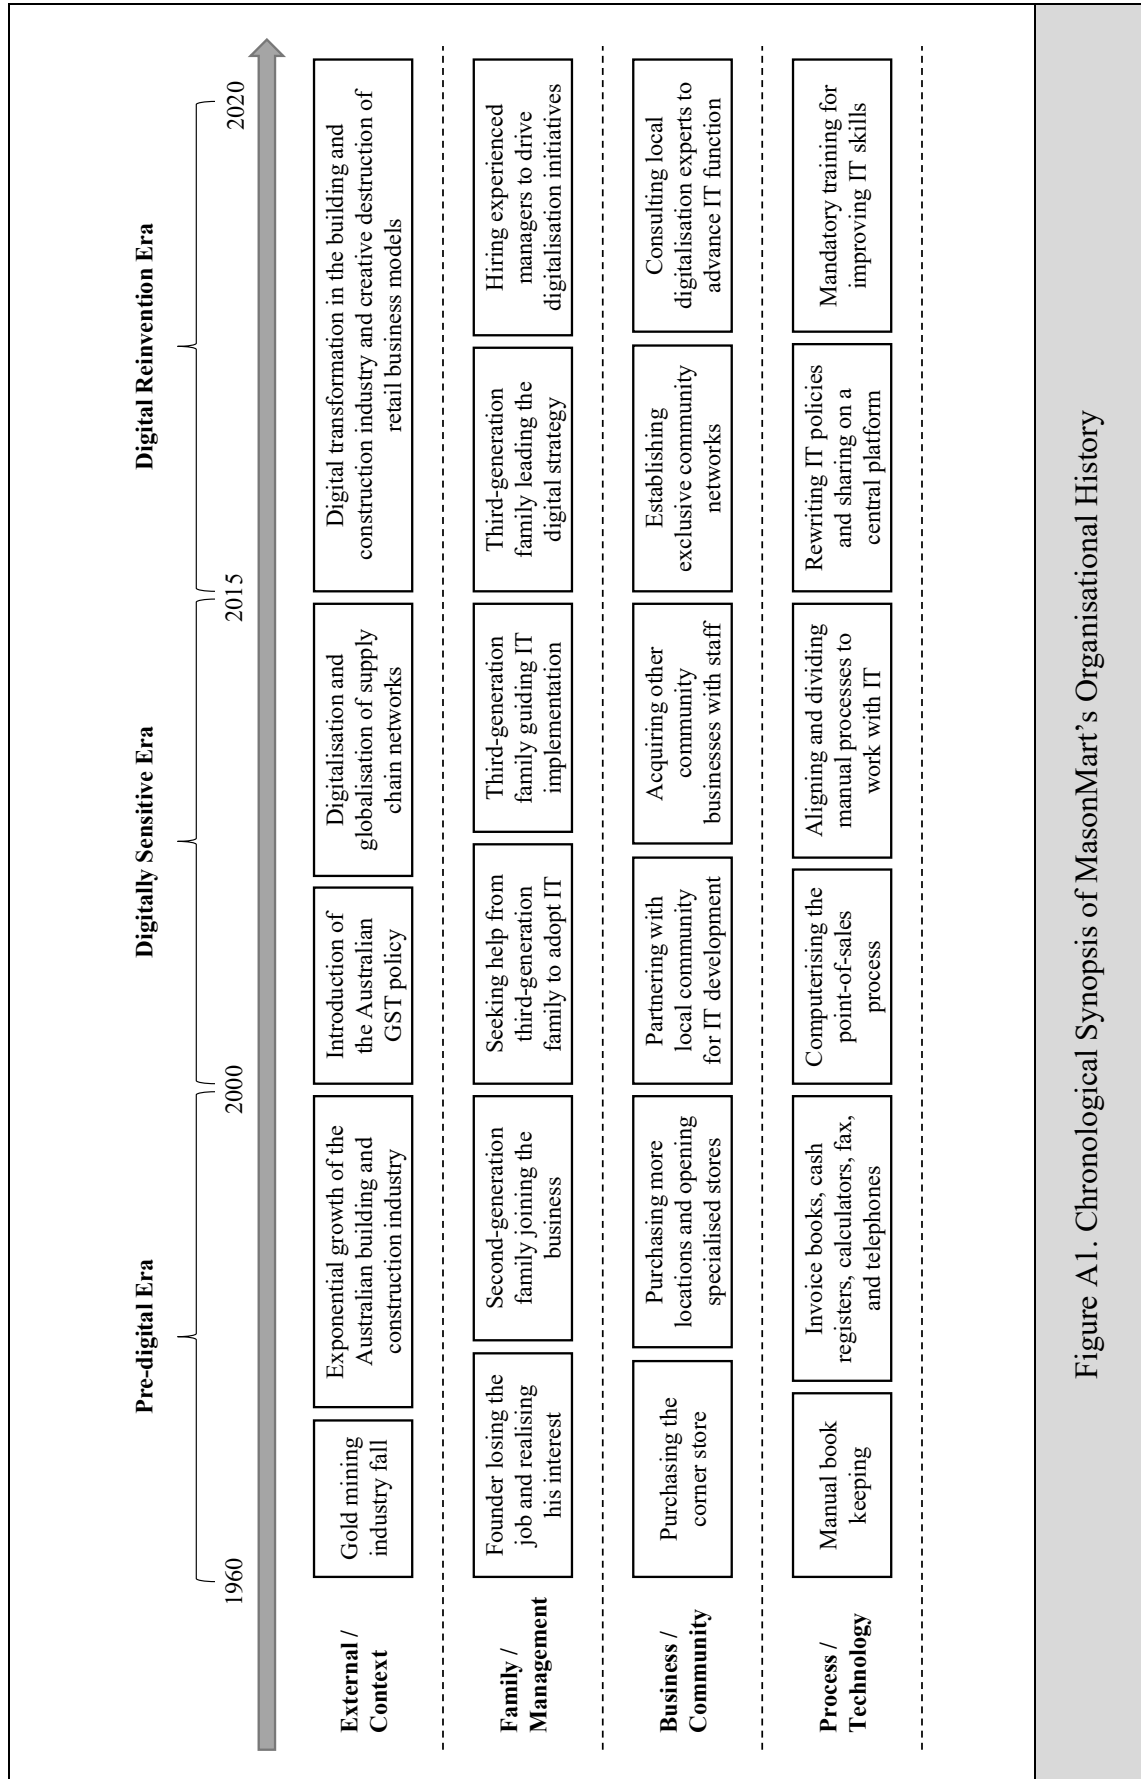 Pre-digital Era
Digitally Sensitive Era
Digital Reinvention Era
1960
2000
2015
2020
External /
Context
Gold mining
industry fall
Exponential growth of the
Australian building and
construction industry
Introduction of
the Australian
GST policy
Digitalisation and
globalisation of supply
chain networks
Digital transformation in the building and
construction industry and creative destruction of
retail business models
Family /
Management
Founder losing the
job and realising
his interest
Second-generation
family joining the
business
Seeking help from
third-generation
family to adopt IT
Third-generation
family guiding IT
implementation
Third-generation
family leading the
digital strategy
Hiring experienced
managers to drive
digitalisation initiatives
Business /
Community
Purchasing the
corner store
Purchasing more
locations and opening
specialised stores
Partnering with
local community
for IT development
Acquiring other
community
businesses with staff
Establishing
exclusive community
networks
Consulting local
digitalisation experts to
advance IT function
Process /
Technology
Manual book
keeping
Invoice books, cash
registers, calculators, fax,
and telephones
Computerising the
point-of-sales
process
Aligning and dividing
manual processes to
work with IT
Rewriting IT policies
and sharing on a
central platform
Mandatory training for
improving IT skills
Figure A1. Chronological Synopsis of MasonMart’s Organisational History